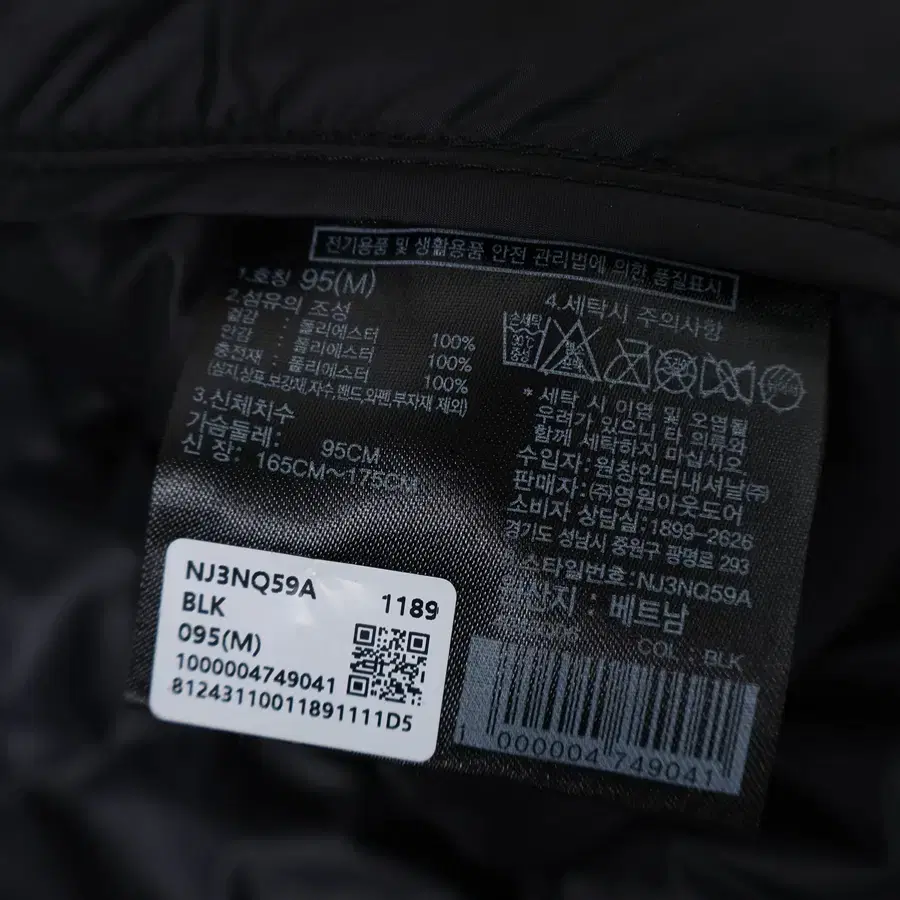 전기용품 및 생활용품 안전 관리법에 의한 품질표시
1.호칭 95(M)
2.섬유의 조성
겉감 : 폴리에스터 100%
안감 : 폴리에스터 100%
충전재 : 폴리에스터 100%
(심지,상표,보강재,자수,밴드,와펜,부자재 제외)
3.신체치수
가슴둘레: 95CM
신 장: 165CM~175CM
4.세탁시 주의사항
손세탁
30℃
중성
* 세탁 시 이염 및 오염될
우려가 있으니 타 의류와
함께 세탁하지 마십시오
수입자:원창인터내셔날㈜
판매자:㈜영원아웃도어
소비자 상담실:1899-2626
경기도 성남시 중원구 광명로 293
스타일번호:NJ3NQ59A
원산지 : 베트남
COL : BLK
1 000004 749041
NJ3NQ59A 1189
BLK
095(M)
1000004749041
81243110011891111D5